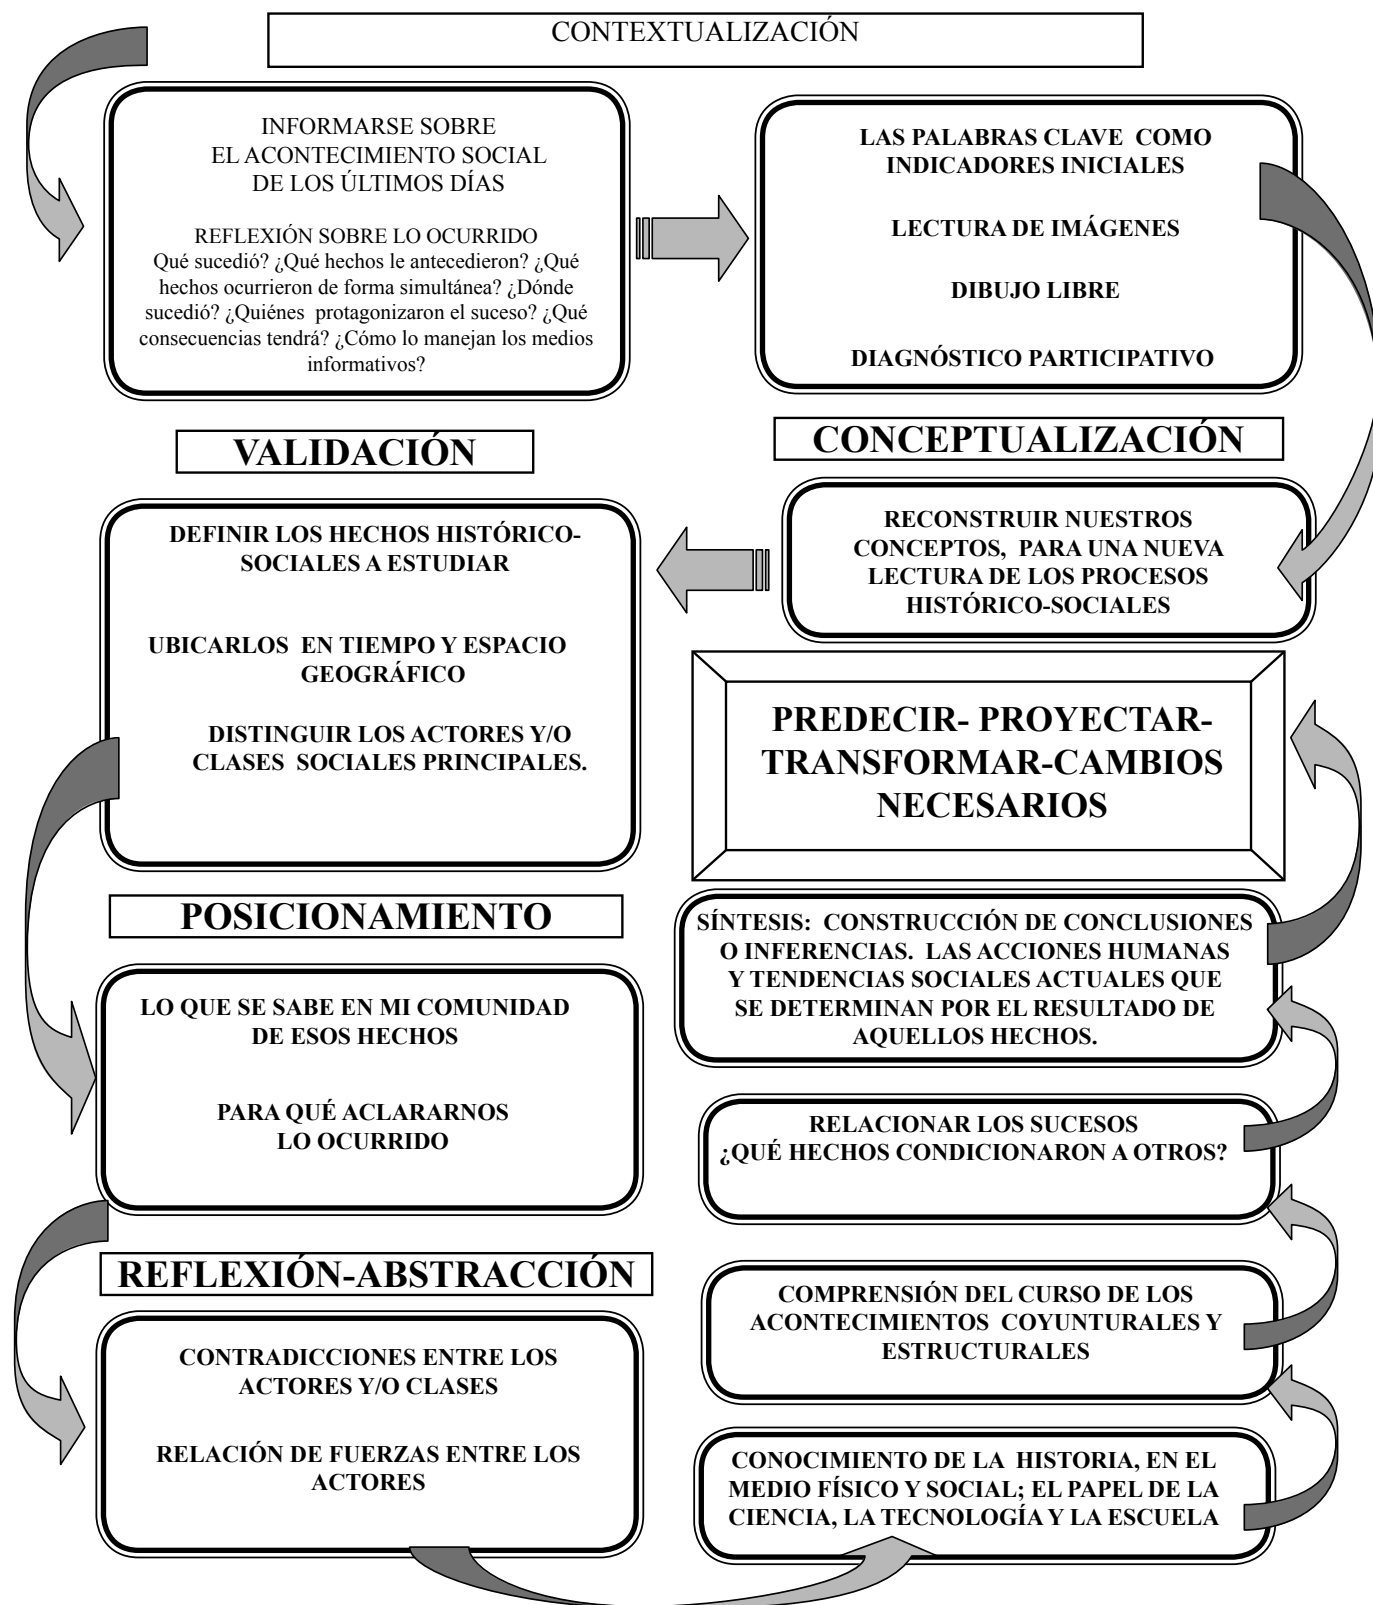 CONTEXTUALIZACIÓN
INFORMARSE SOBRE
EL ACONTECIMIENTO SOCIAL
DE LOS ÚLTIMOS DÍAS
REFLEXIÓN SOBRE LO OCURRIDO
Qué sucedió? ¿Qué hechos le antecedieron? ¿Qué
hechos ocurrieron de forma simultánea? ¿Dónde
sucedió? ¿Quiénes protagonizaron el suceso? ¿Qué
consecuencias tendrá? ¿Cómo lo manejan los medios
informativos?
LAS PALABRAS CLAVE COMO
INDICADORES INICIALES
LECTURA DE IMÁGENES
DIBUJO LIBRE
DIAGNÓSTICO PARTICIPATIVO
CONCEPTUALIZACIÓN
RECONSTRUIR NUESTROS
CONCEPTOS, PARA UNA NUEVA
LECTURA DE LOS PROCESOS
HISTÓRICO-SOCIALES
VALIDACIÓN
DEFINIR LOS HECHOS HISTÓRICO-
SOCIALES A ESTUDIAR
UBICARLOS EN TIEMPO Y ESPACIO
GEOGRÁFICO
DISTINGUIR LOS ACTORES Y/O
CLASES SOCIALES PRINCIPALES.
POSICIONAMIENTO
LO QUE SE SABE EN MI COMUNIDAD
DE ESOS HECHOS
PARA QUÉ ACLARARNOS
LO OCURRIDO
REFLEXIÓN-ABSTRACCIÓN
CONTRADICCIONES ENTRE LOS
ACTORES Y/O CLASES
RELACIÓN DE FUERZAS ENTRE LOS
ACTORES
CONOCIMIENTO DE LA HISTORIA, EN EL
MEDIO FÍSICO Y SOCIAL; EL PAPEL DE LA
CIENCIA, LA TECNOLOGÍA Y LA ESCUELA
COMPRENSIÓN DEL CURSO DE LOS
ACONTECIMIENTOS COYUNTURALES Y
ESTRUCTURALES
RELACIONAR LOS SUCESOS
¿QUÉ HECHOS CONDICIONARON A OTROS?
SÍNTESIS: CONSTRUCCIÓN DE CONCLUSIONES
O INFERENCIAS. LAS ACCIONES HUMANAS
Y TENDENCIAS SOCIALES ACTUALES QUE
SE DETERMINAN POR EL RESULTADO DE
AQUELLOS HECHOS.
PREDECIR- PROYECTAR-
TRANSFORMAR-CAMBIOS
NECESARIOS